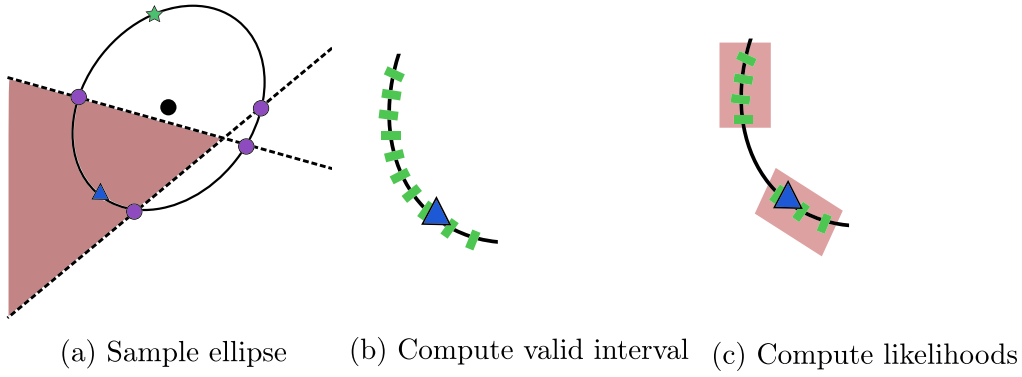 (a) Sample ellipse
(b) Compute valid interval
(c) Compute likelihoods